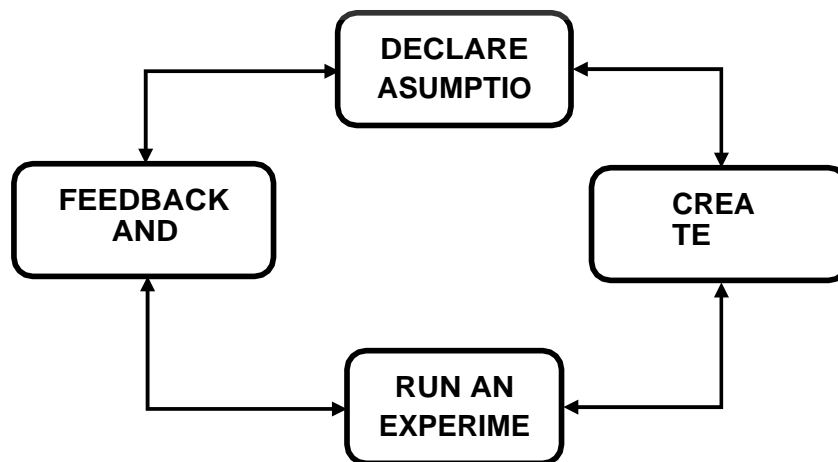 DECLARE
ASUMPTIO
FEEDBACK
AND
CREA
TE
RUN AN
EXPERIME